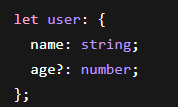 let user: {
  name: string;
  age?: number;
};